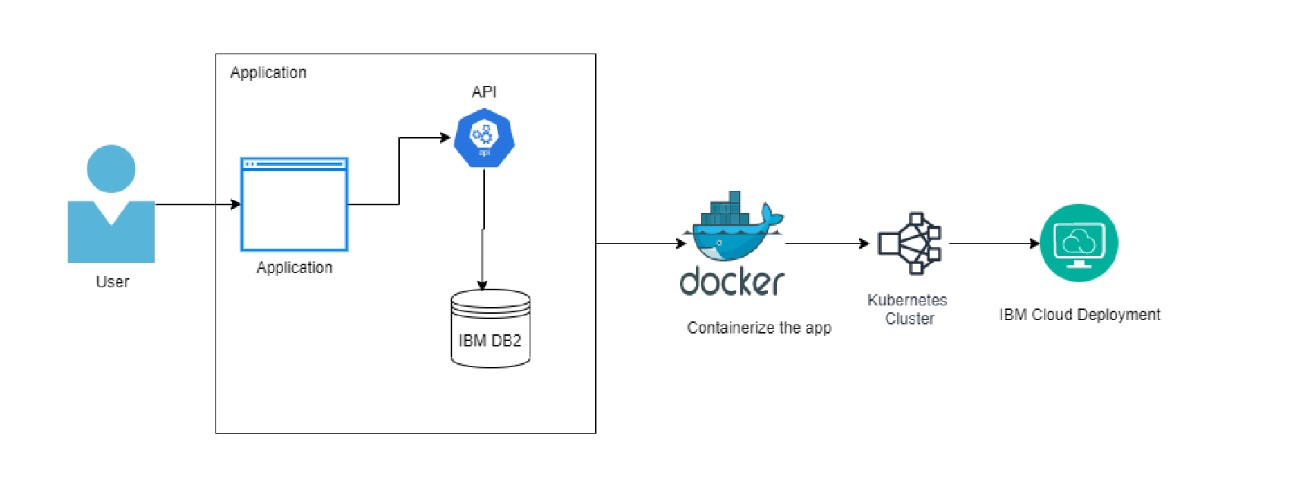 Application
API
api
User
Application
IBM DB2
docker
Containerize the app
Kubernetes
Cluster
IBM Cloud Deployment